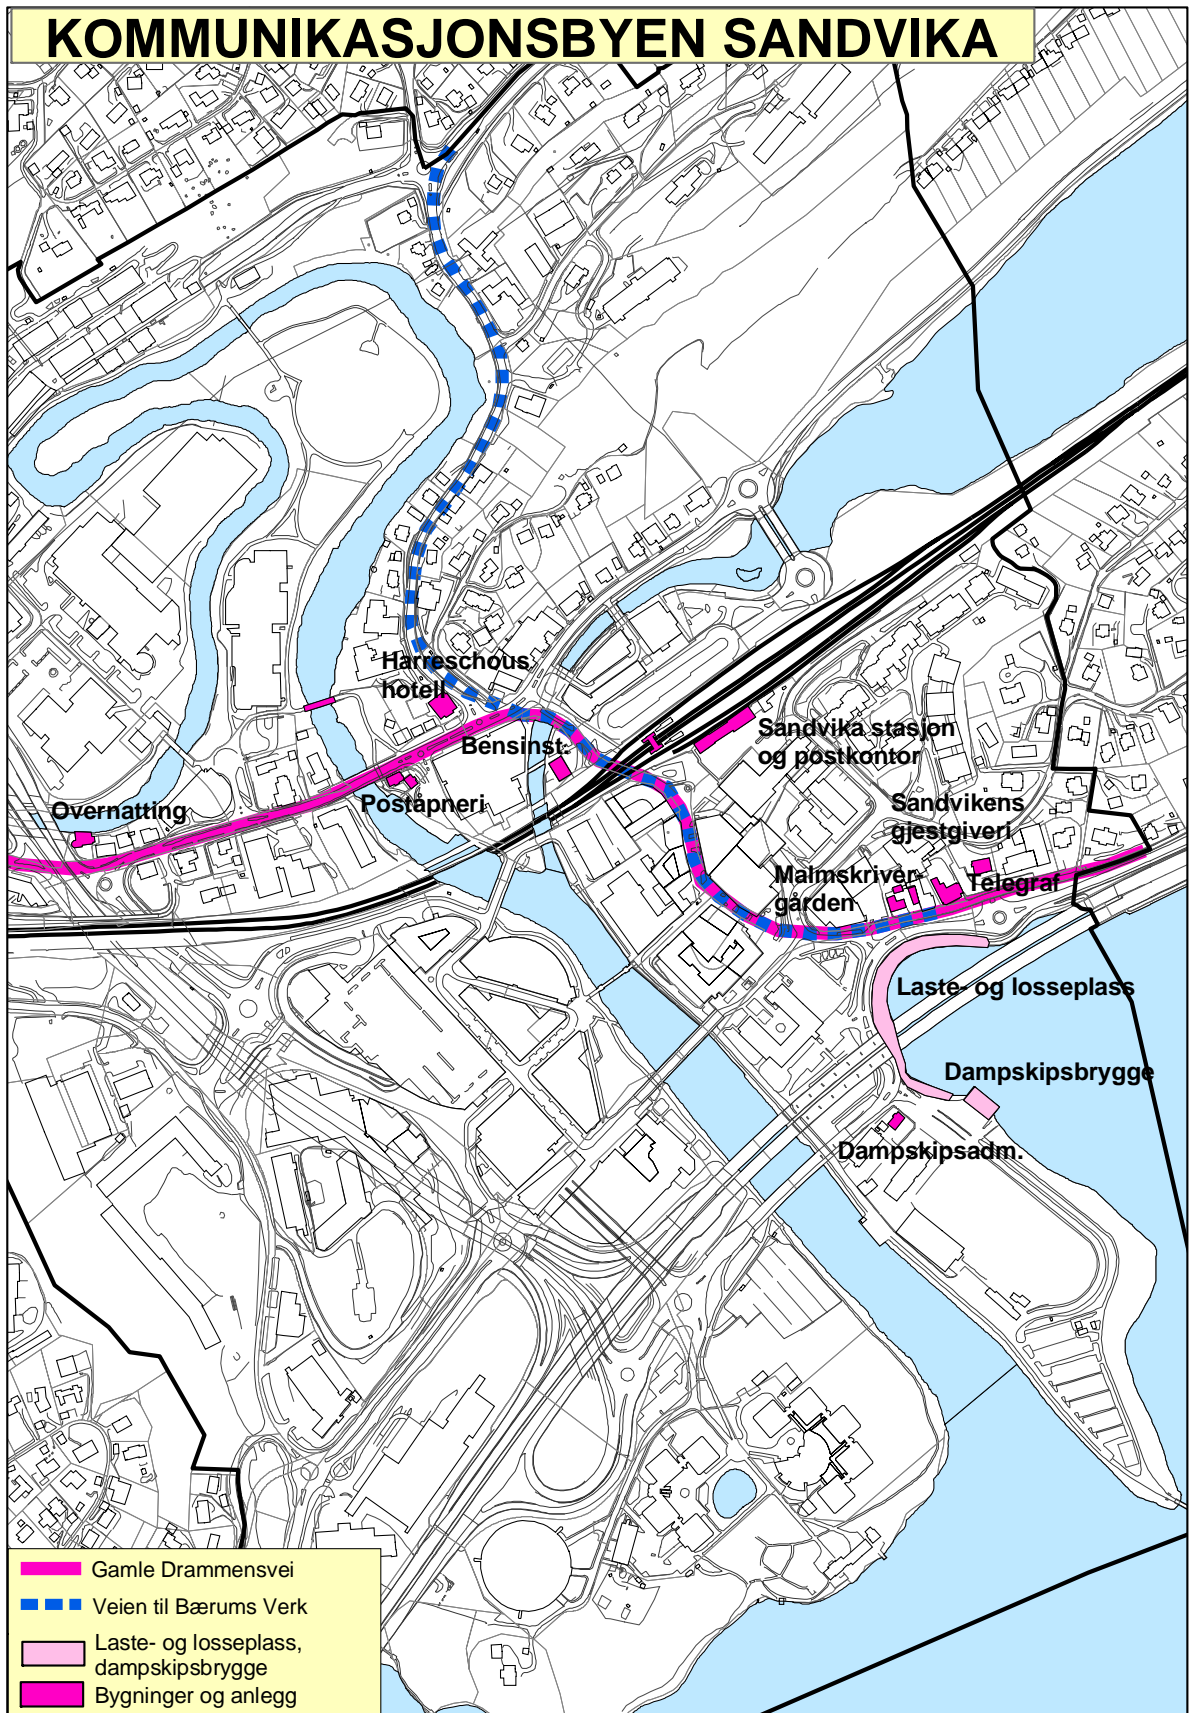 KOMMUNIKASJONSBYEN SANDVIKA
Harreschous
hotell
Bensinst.
Sandvika stasjon
og postkontor
Overnatting
Poståpneri
Sandvikens
gjestgiveri
Malmskriver-
gården
Telegraf
Laste- og losseplass
Dampskipsbrygge
Dampskipsadm.
Gamle Drammensvei
Veien til Bærums Verk
Laste- og losseplass,
dampskipsbrygge
Bygninger og anlegg